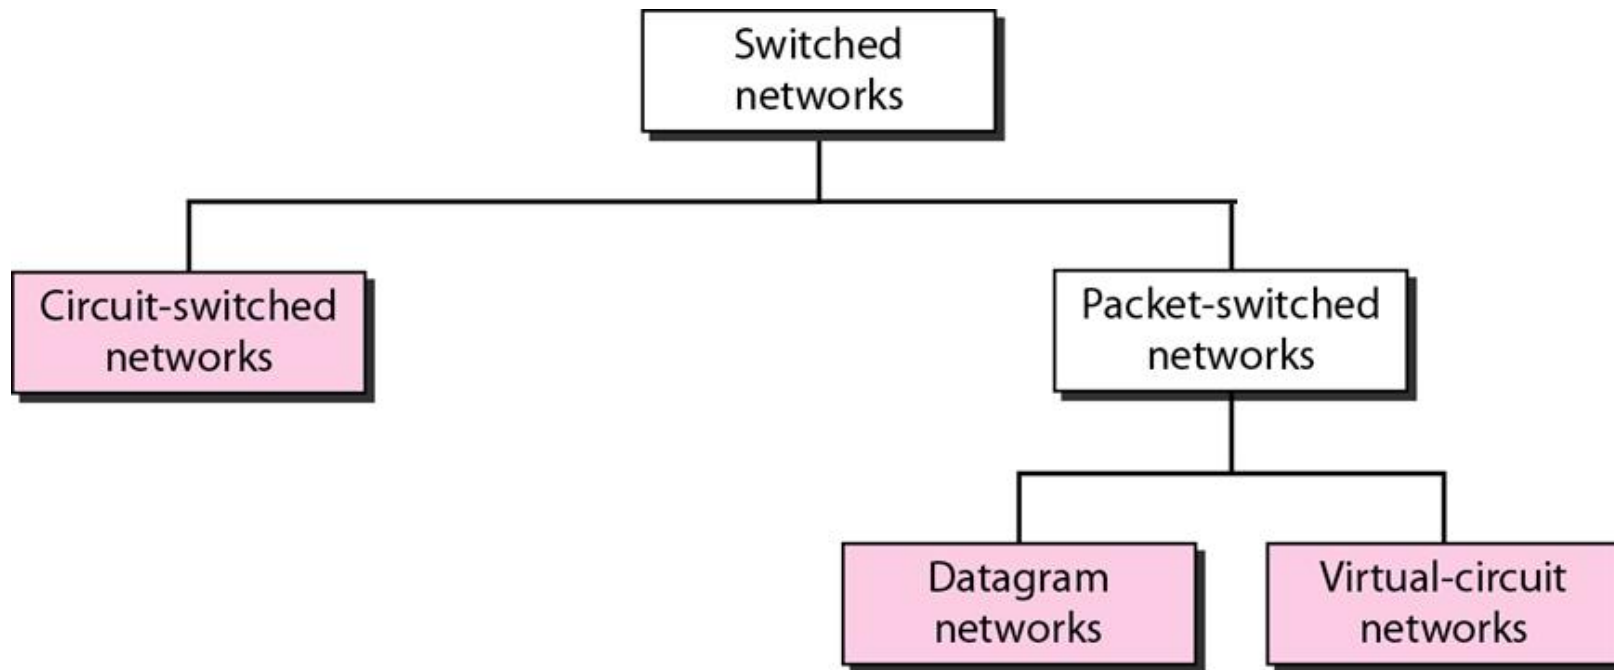 Switched
networks
Circuit-switched
networks
Packet-switched
networks
Datagram
networks
Virtual-circuit
networks